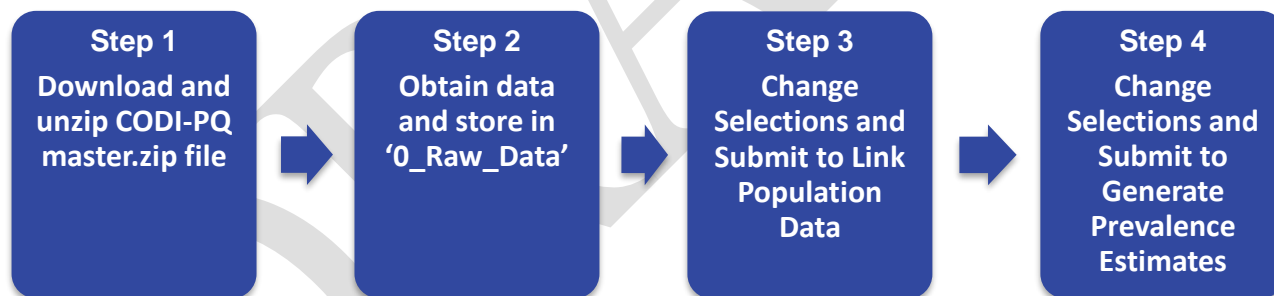 Step 1
Download and
unzip CODI-PQ
master.zip file
Step 2
Obtain data
and store in
‘0_Raw_Data’
Step 3
Change
Selections and
Submit to Link
Population
Data
Step 4
Change
Selections and
Submit to
Generate
Prevalence
Estimates